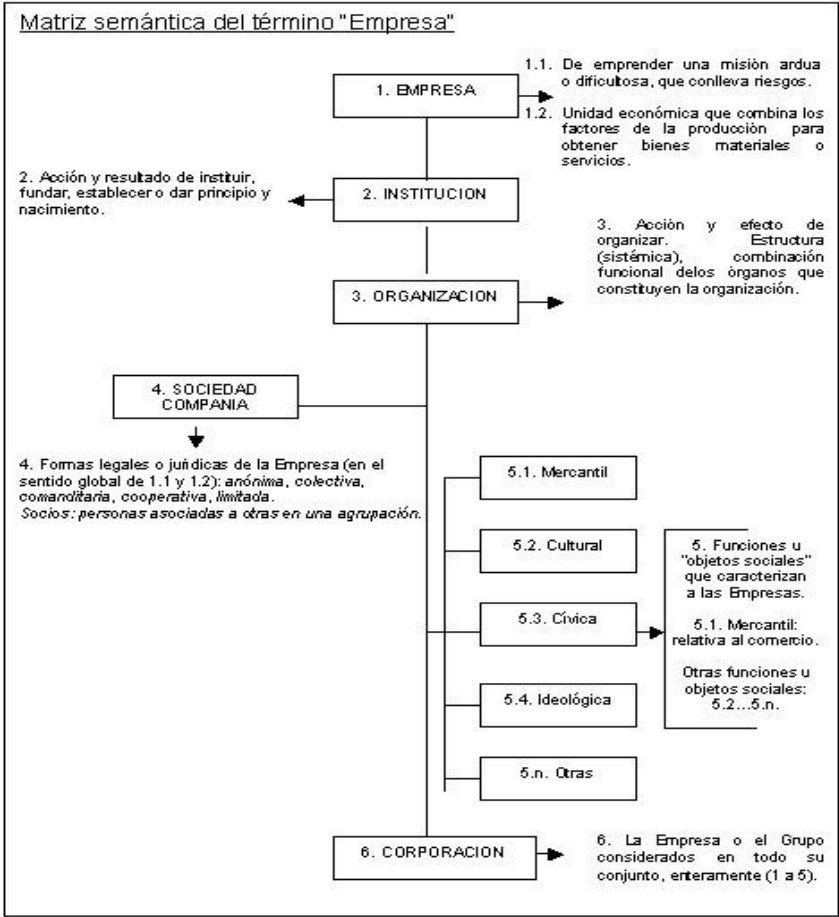 Matriz semántica del término "Empresa"
1. EMPRESA
1.1. De emprender una misión ardua
o dificultosa, que conlleva riesgos.
1.2. Unidad económica que combina los
factores de la producción para
obtener bienes materiales o
servicios.
2. Acción y resultado de instituir,
fundar, establecer o dar principio y
nacimiento.
2. INSTITUCION
3. Acción y efecto de
organizar. Estructura
(sistémica), combinación
funcional delos órganos que
constituyen la organización.
3. ORGANIZACION
4. SOCIEDAD
COMPANIA
4. Formas legales o jurídicas de la Empresa (en el
sentido global de 1.1 y 1.2): anónima, colectiva,
comanditaria, cooperativa, limitada.
Socios: personas asociadas a otras en una agrupación.
5.1. Mercantil
5.2. Cultural
5.3. Cívica
5.4. Ideológica
5.n. Otras
5. Funciones u
"objetos sociales"
que caracterizan
a las Empresas.
5.1. Mercantil:
relativa al comercio.
Otras funciones u
objetos sociales:
5.2...5.n.
6. CORPORACION
6. La Empresa o el Grupo
considerados en todo su
conjunto, enteramente (1 a 5).